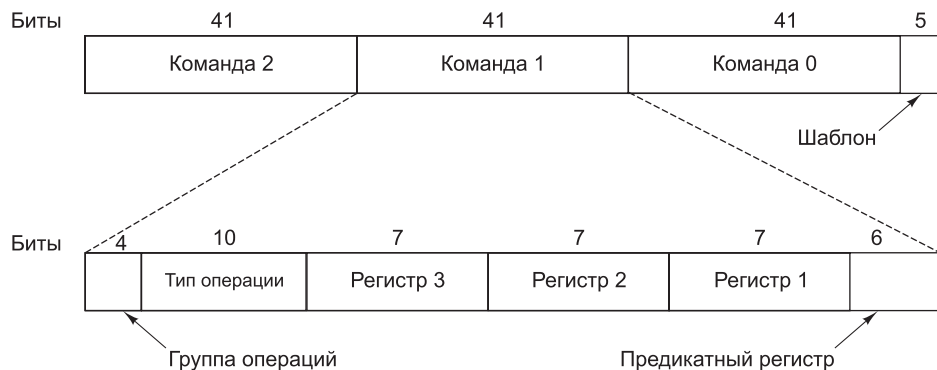 Биты 41 41 41 5
Команда 2 Команда 1 Команда 0
Шаблон
Биты 4 10 7 7 7 6
Тип операции Регистр 3 Регистр 2 Регистр 1
Группа операций Предикатный регистр